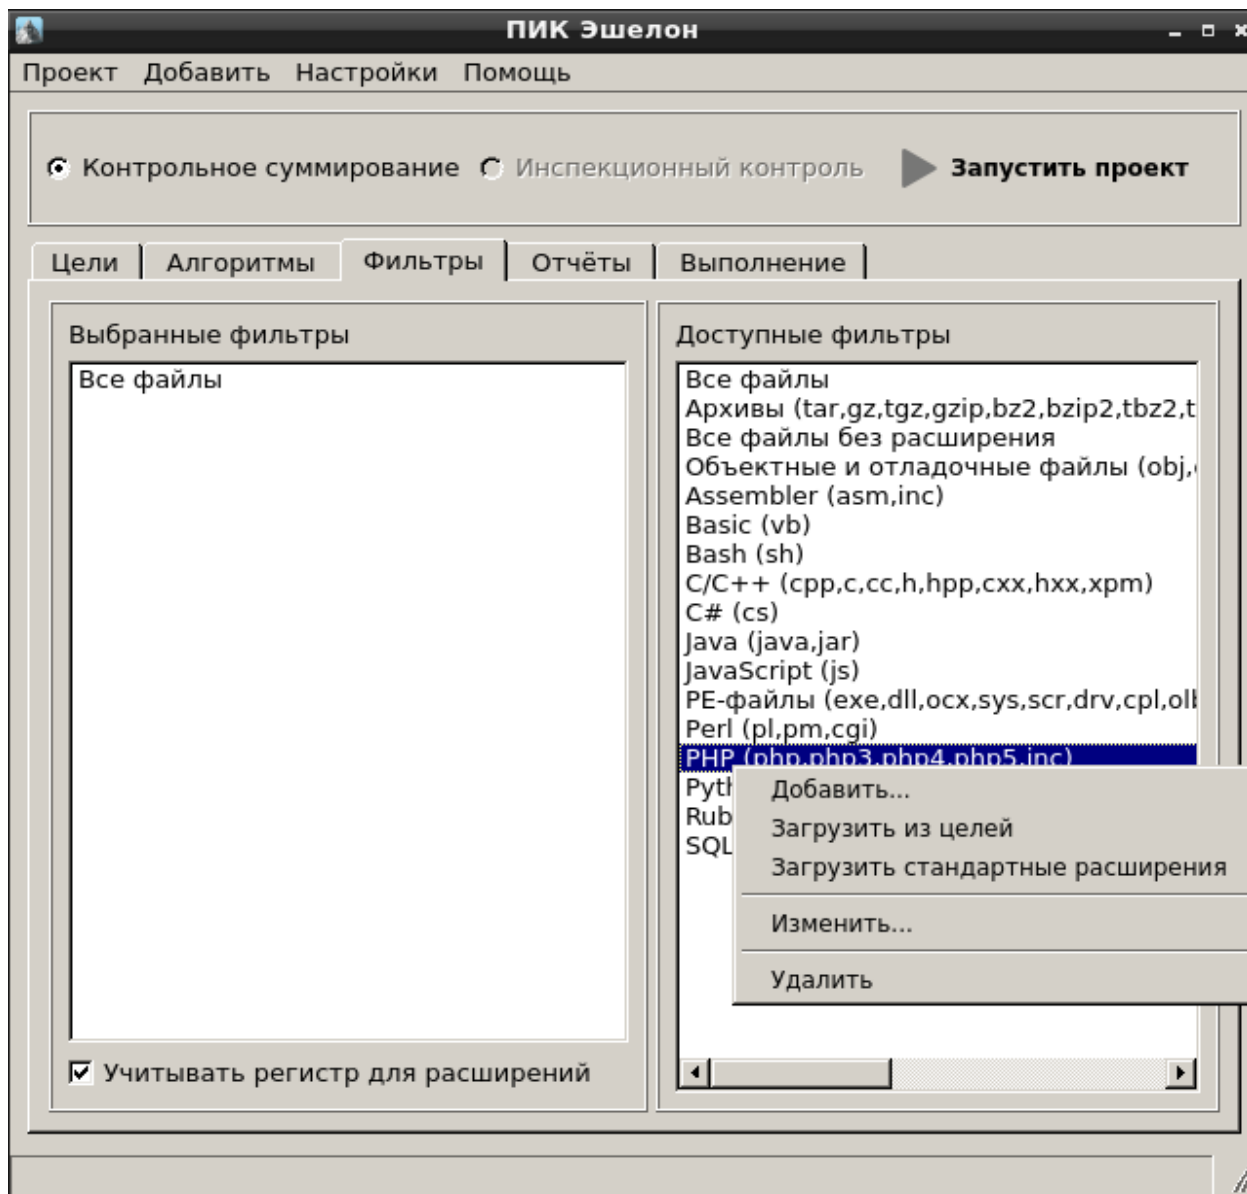 ПИК Эшелон
Проект Добавить Настройки Помощь
Контрольное суммирование Инспекционный контроль Запустить проект
Цели Алгоритмы Фильтры Отчёты Выполнение
Выбранные фильтры
Все файлы
Учитывать регистр для расширений
Доступные фильтры
Все файлы
Архивы (tar,gz,tgz,gzip,bz2,bzip2,tbz2,t
Все файлы без расширения
Объектные и отладочные файлы (obj,
Assembler (asm,inc)
Basic (vb)
Bash (sh)
C/C++ (cpp,c,cc,h,hpp,cxx,hxx,xpm)
C# (cs)
Java (java,jar)
JavaScript (js)
PE-файлы (exe,dll,ocx,sys,scr,drv,cpl,olb
Perl (pl,pm,cgi)
PHP (php,php3,php4,php5,inc)
Pyth
Rub
SQL
Добавить...
Загрузить из целей
Загрузить стандартные расширения
Изменить...
Удалить